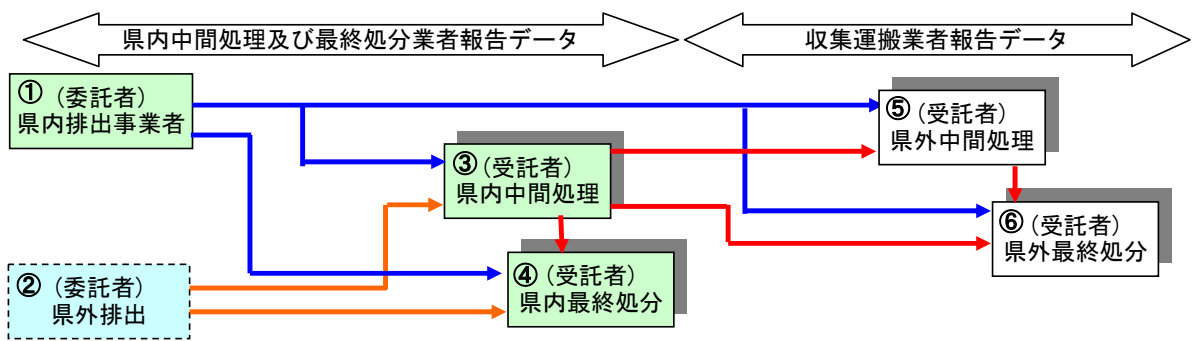 県内中間処理及び最終処分業者報告データ
収集運搬業者報告データ
①（委託者）
県内排出事業者
⑤（受託者）
県外中間処理
③（受託者）
県内中間処理
⑥（受託者）
県外最終処分
④（受託者）
県内最終処分
②（委託者）
県外排出